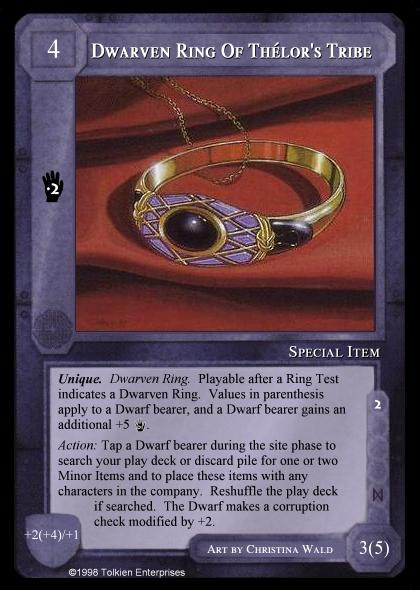 4
Dwarven Ring Of Thélor's Tribe
2
Special Item
Unique. Dwarven Ring. Playable after a Ring Test
indicates a Dwarven Ring. Values in parenthesis
apply to a Dwarf bearer, and a Dwarf bearer gains an
additional +5 .
2
Action: Tap a Dwarf bearer during the site phase to
search your play deck or discard pile for one or two
Minor Items and to place these items with any
characters in the company. Reshuffle the play deck
if searched. The Dwarf makes a corruption
check modified by +2.
+2(+4)/+1
Art by Christina Wald
3(5)
©1998 Tolkien Enterprises